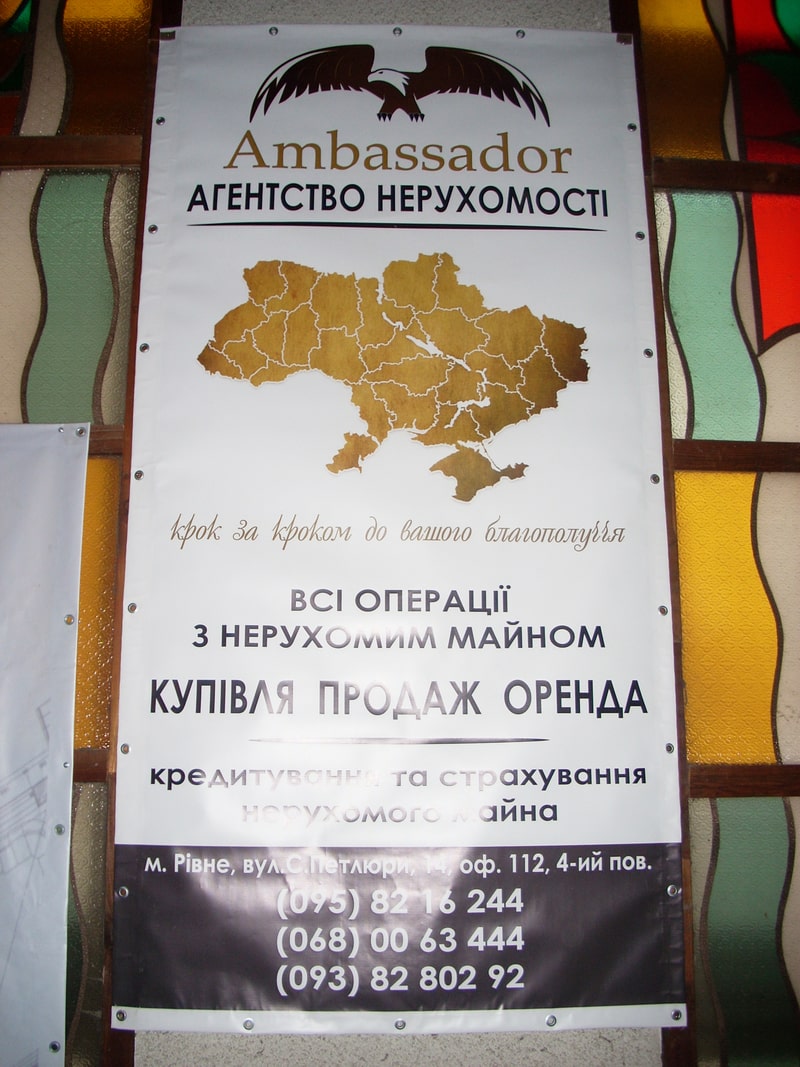 Ambassador
АГЕНТСТВО НЕРУХОМОСТІ
крок за кроком до вашого благополуччя
ВСІ ОПЕРАЦІЇ
З НЕРУХОМИМ МАЙНОМ
КУПІВЛЯ ПРОДАЖ ОРЕНДА
кредитування та страхування
нерухомого майна
м. Рівне, вул.С.Петлюри, 14, оф. 112, 4-ий пов.
(095) 82 16 244
(068) 00 63 444
(093) 82 802 92